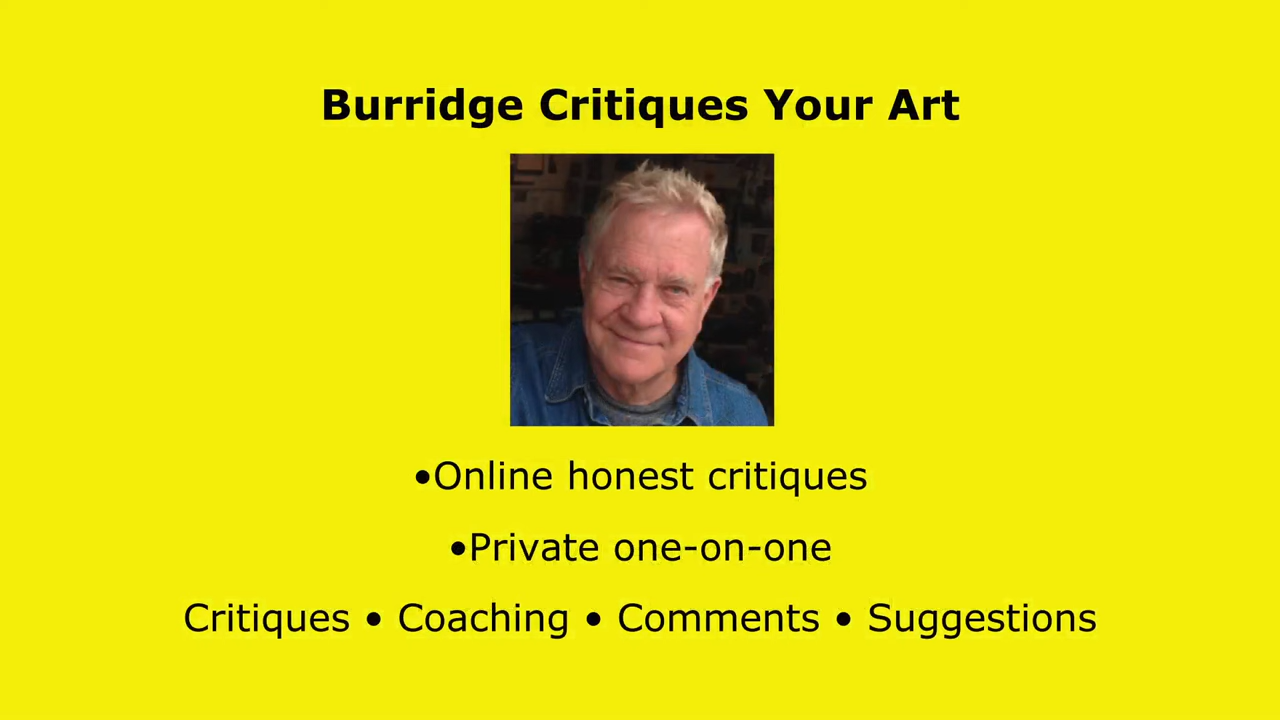 Burridge Critiques Your Art
•Online honest critiques
•Private one-on-one
Critiques • Coaching • Comments • Suggestions